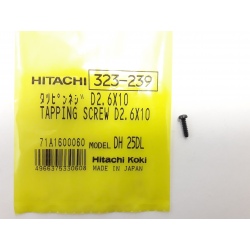 HITACHI 323-239
タッピンネジ D2.6X10
TAPPING SCREW D2.6X10
71A1600060 MODEL DH 25DL
Hitachi Koki
4966376330608 MADE IN JAPAN